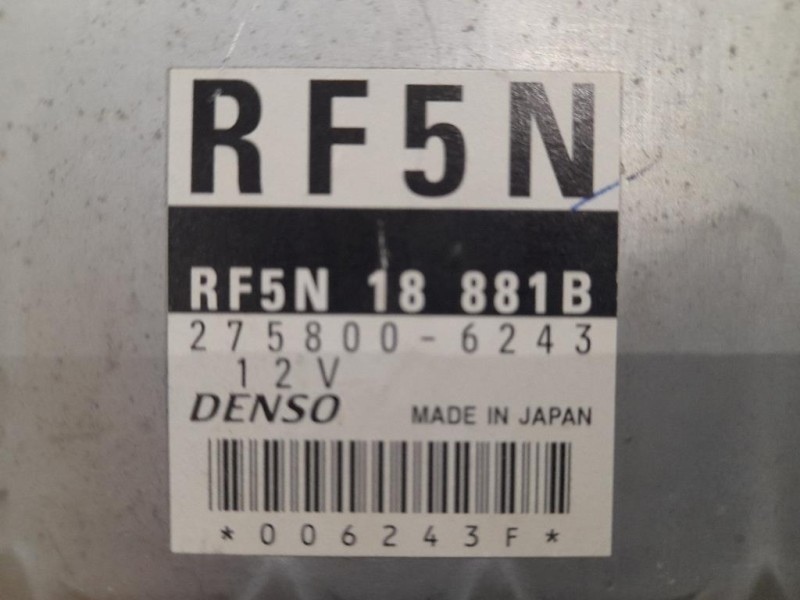 RF5N
RF5N 18 881B
275800-6243
12V
DENSO MADE IN JAPAN
*006243F*